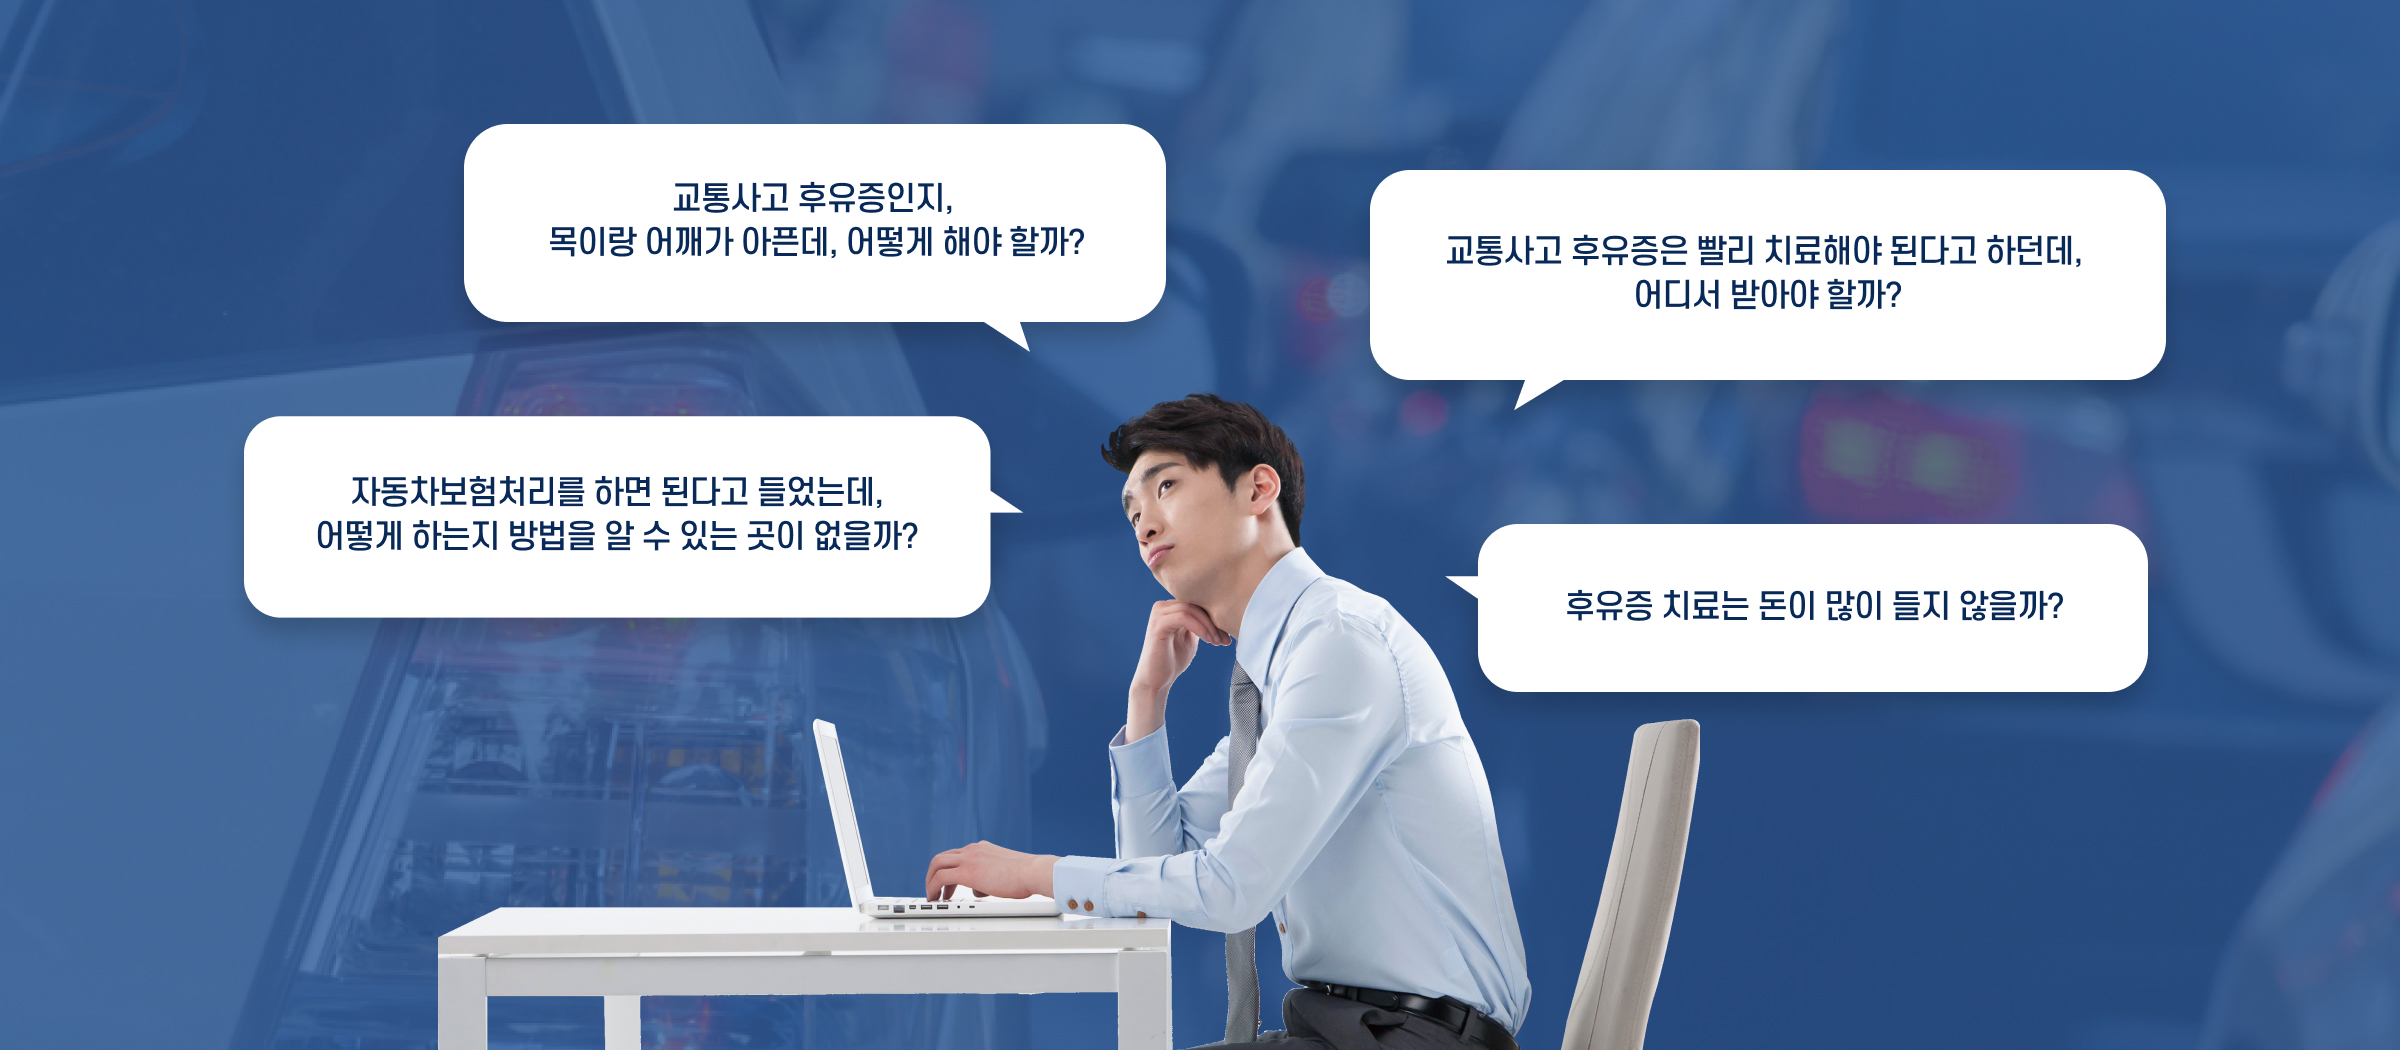 교통사고 후유증인지,
목이랑 어깨가 아픈데, 어떻게 해야 할까?
교통사고 후유증은 빨리 치료해야 된다고 하던데,
어디서 받아야 할까?
자동차보험처리를 하면 된다고 들었는데,
어떻게 하는지 방법을 알 수 있는 곳이 없을까?
후유증 치료는 돈이 많이 들지 않을까?